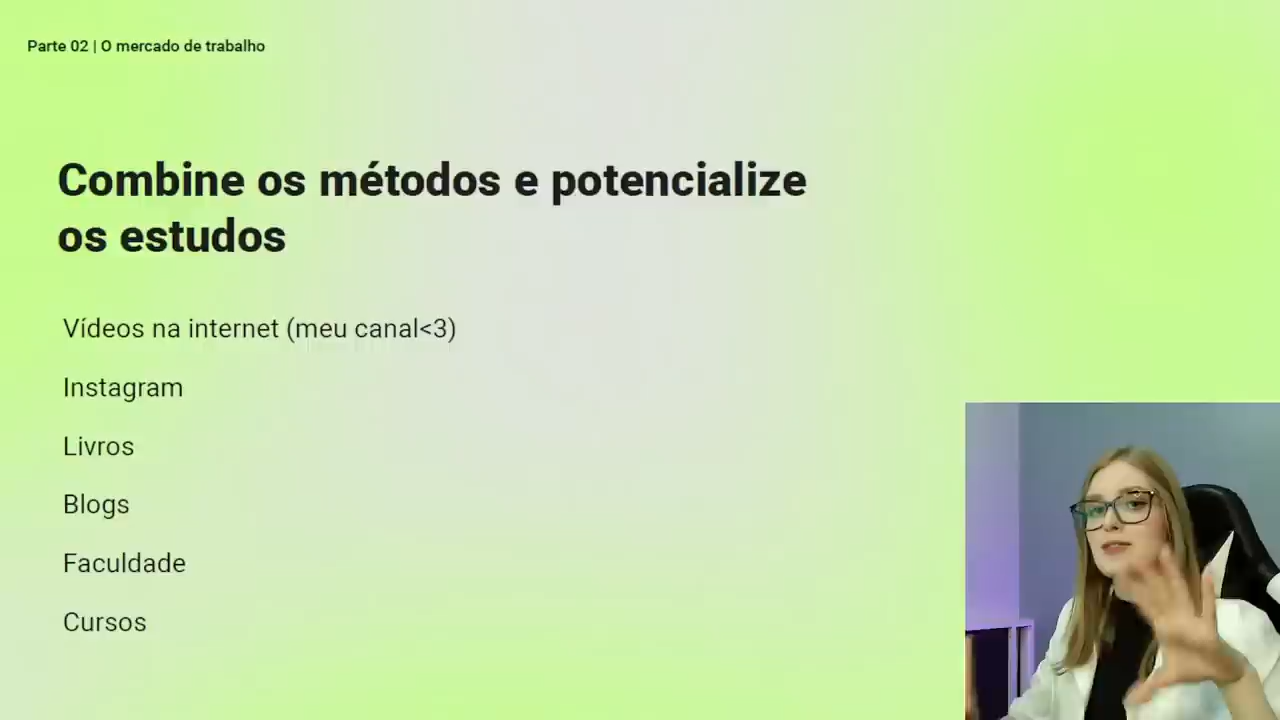 Parte 02 | O mercado de trabalho
Combine os métodos e potencialize
os estudos
Vídeos na internet (meu canal<3)
Instagram
Livros
Blogs
Faculdade
Cursos